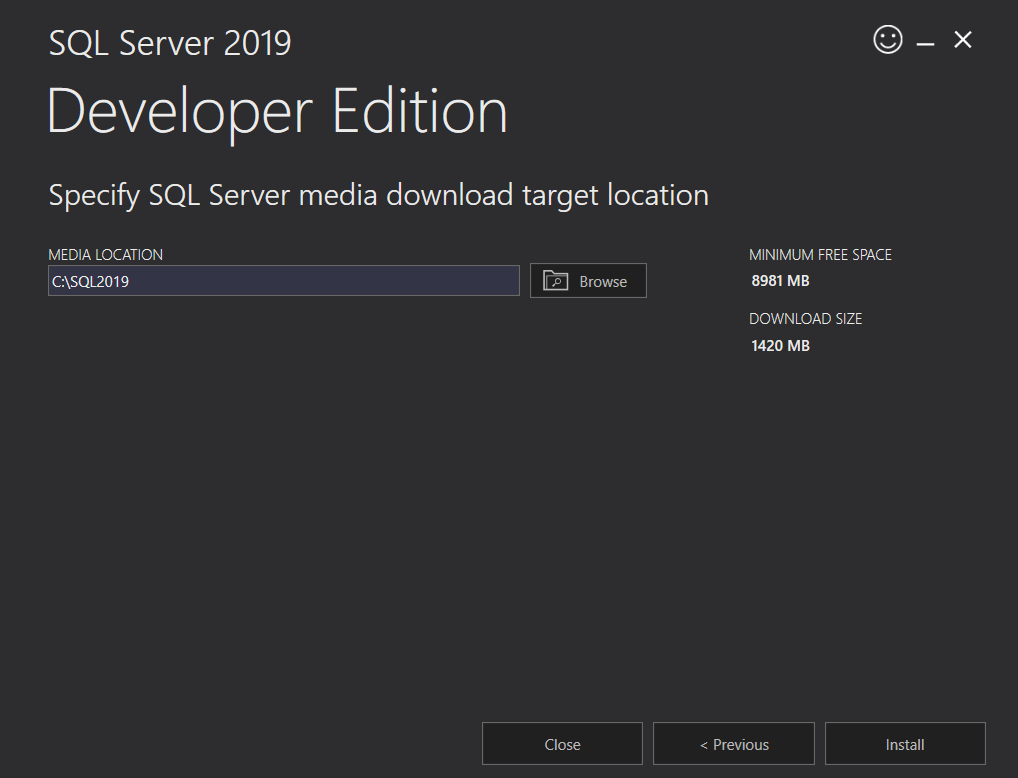 SQL Server 2019
Developer Edition
Specify SQL Server media download target location
MEDIA LOCATION
C:\SQL2019
Browse
MINIMUM FREE SPACE
8981 MB
DOWNLOAD SIZE
1420 MB
Close
< Previous
Install